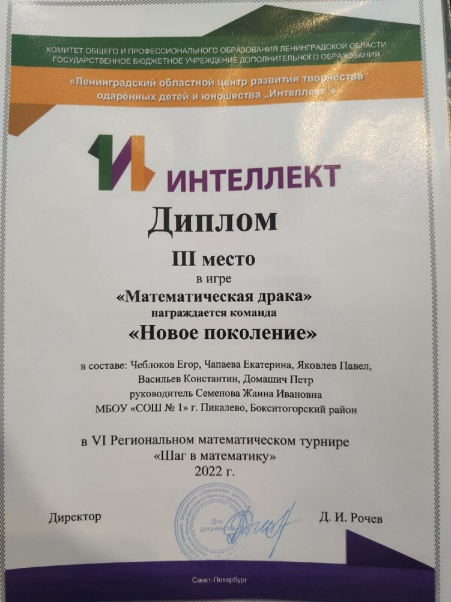 КОМИТЕТ ОБЩЕГО И ПРОФЕССИОНАЛЬНОГО ОБРАЗОВАНИЯ ЛЕНИНГРАДСКОЙ ОБЛАСТИ
ГОСУДАРСТВЕННОЕ БЮДЖЕТНОЕ УЧРЕЖДЕНИЕ ДОПОЛНИТЕЛЬНОГО ОБРАЗОВАНИЯ
«Ленинградский областной центр развития творчества
одарённых детей и юношества „Интеллект"»
ИНТЕЛЛЕКТ
Диплом
III место
в игре
«Математическая драка»
награждается команда
«Новое поколение»
в составе: Чеблоков Егор, Чапаева Екатерина, Яковлев Павел,
Васильев Константин, Домашич Петр
руководитель Семенова Жанна Ивановна
МБОУ «СОШ № 1» г. Пикалево, Бокситогорский район
в VI Региональном математическом турнире
«Шаг в математику»
2022 г.
Для
документов
Директор
Д. И. Рочев
Санкт-Петербург